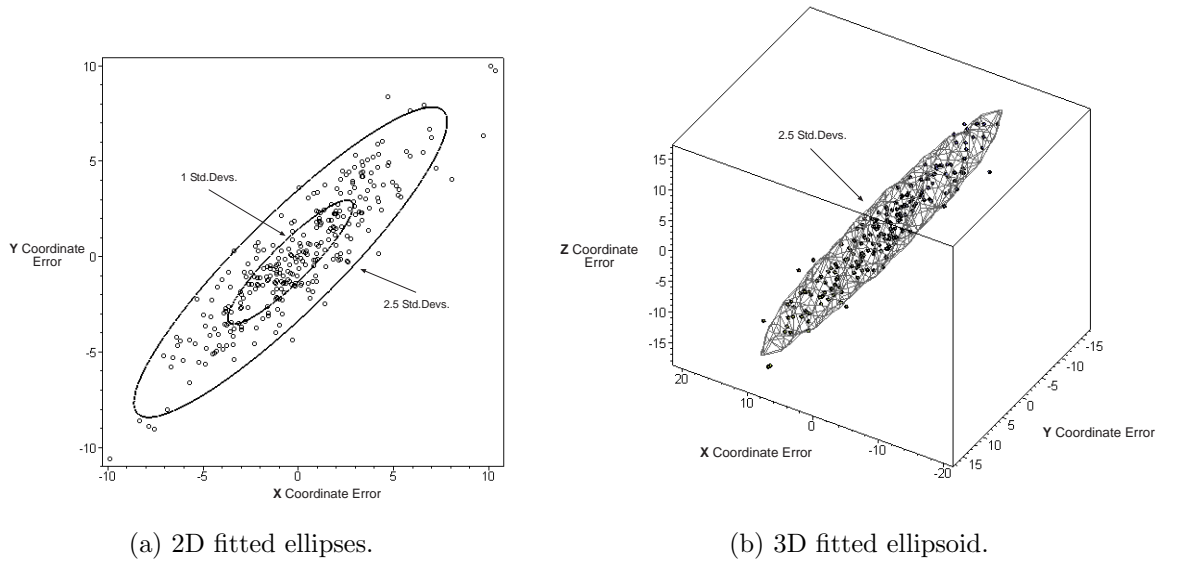 10
5
0
-5
-10
-10
-5
0
5
10
Y Coordinate
Error
X Coordinate Error
1 Std.Devs.
2.5 Std.Devs.
(a) 2D fitted ellipses.
15
10
5
0
-5
-10
-15
Z Coordinate
Error
2.5 Std.Devs.
20
10
0
-10
-20
X Coordinate Error
15
10
5
0
-5
-10
-15
Y Coordinate Error
(b) 3D fitted ellipsoid.